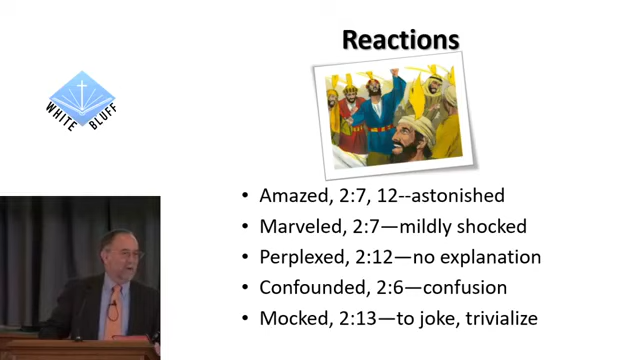 Reactions
WHITE BLUFF
• Amazed, 2:7, 12--astonished
• Marveled, 2:7—mildly shocked
• Perplexed, 2:12—no explanation
• Confounded, 2:6—confusion
• Mocked, 2:13—to joke, trivialize